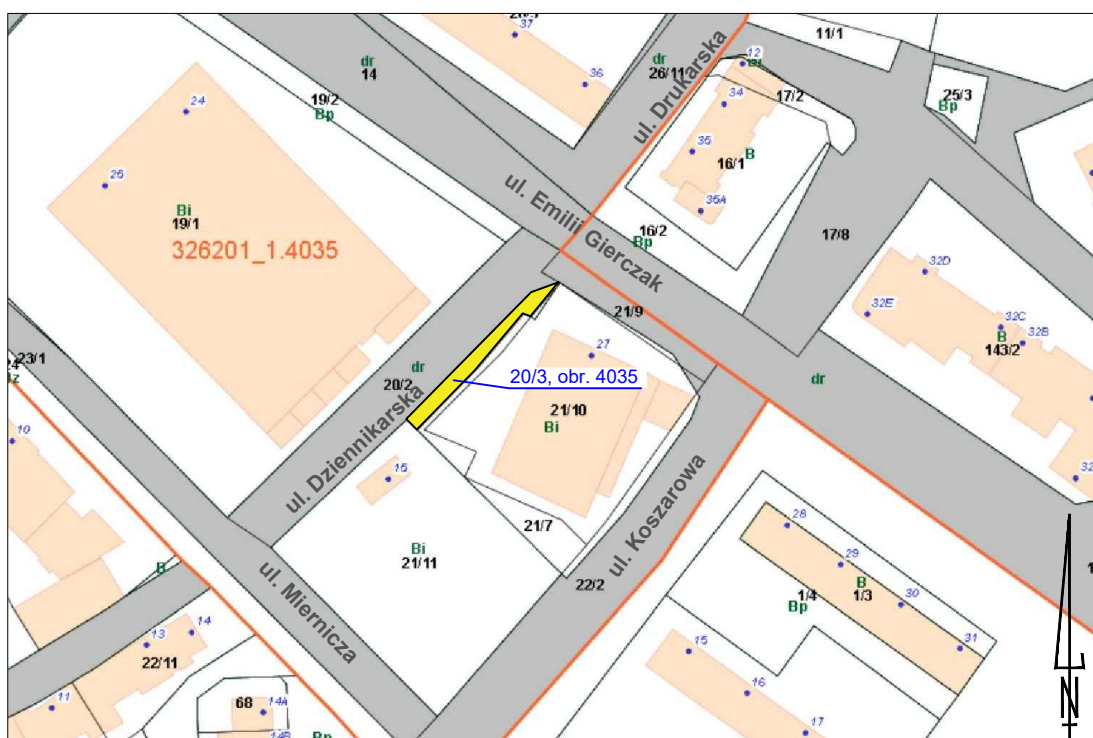 37
dr
14
36
dr
26/11
ul. Drukarska
12
11/1
17/2
34
25/3
Bp
24
19/2
Bp
35
B
16/1
35A
25
Bi
19/1
326201_1.4035
ul. Emilii Gierczak
16/2
Bp
17/8
32D
32E
32C
32B
B
143/2
21/9
27
dr
20/2
20/3, obr. 4035
dr
23/1
21/10
Bi
10
ul. Dziennikarska
16
ul. Koszarowa
21/7
28
Bi
21/11
29
B
1/3
30
1/4
Bp
22/2
31
ul. Miernicza
B
13
14
22/11
15
16
17
11
68
14A
14B
Bp
N